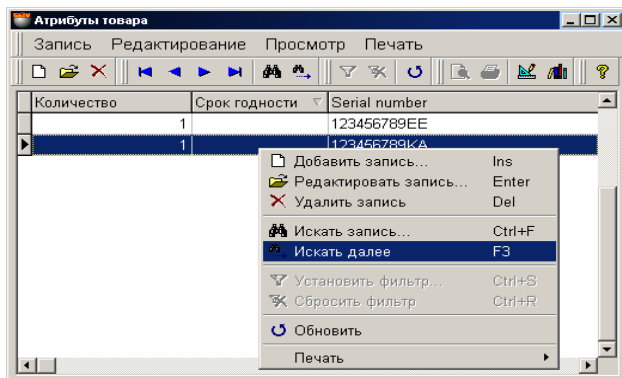 Атрибуты товара
Запись Редактирование Просмотр Печать
Количество Срок годности Serial number
1 123456789EE
1 123456789KA
Добавить запись... Ins
Редактировать запись... Enter
Удалить запись Del
Искать запись... Ctrl+F
Искать далее F3
Установить фильтр... Ctrl+S
Сбросить фильтр Ctrl+R
Обновить
Печать